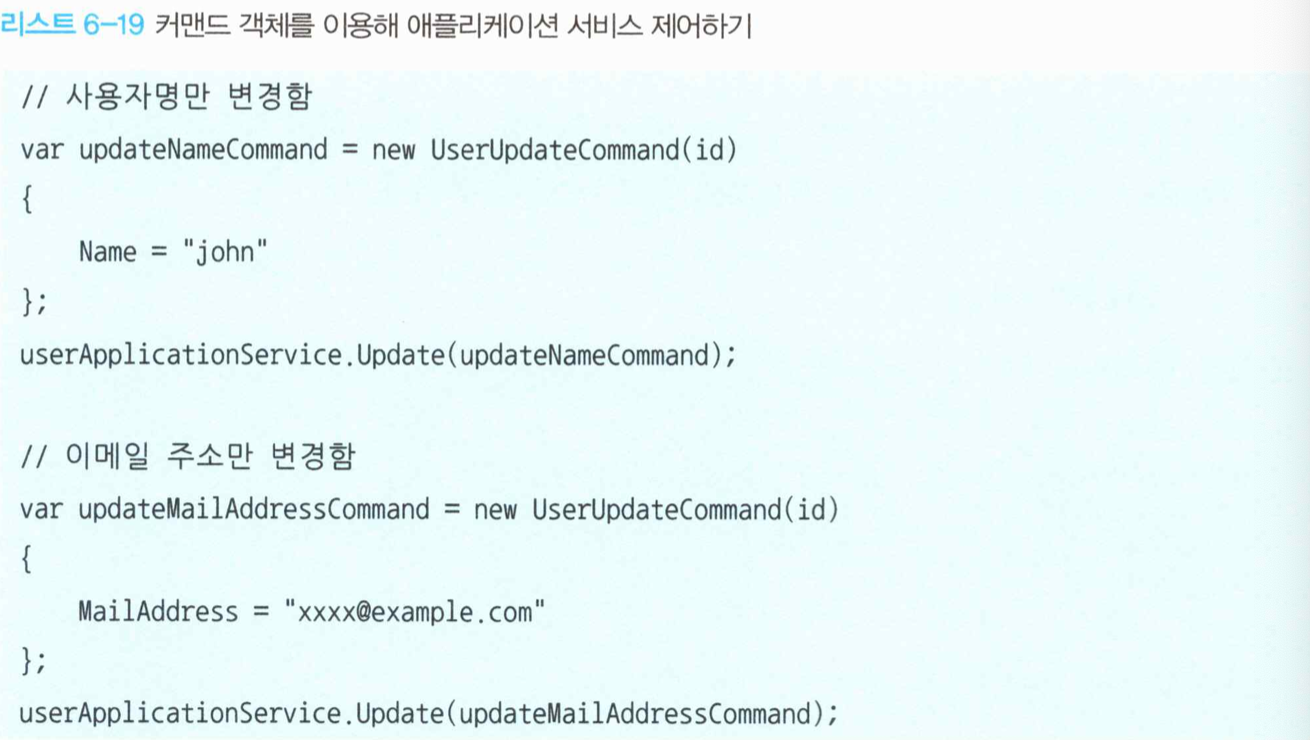 리스트 6-19 커맨드 객체를 이용해 애플리케이션 서비스 제어하기
// 사용자명만 변경함
var updateNameCommand = new UserUpdateCommand(id)
{
    Name = "john"
};
userApplicationService.Update(updateNameCommand);
// 이메일 주소만 변경함
var updateMailAddressCommand = new UserUpdateCommand(id)
{
    MailAddress = "xxxx@example.com"
};
userApplicationService.Update(updateMailAddressCommand);